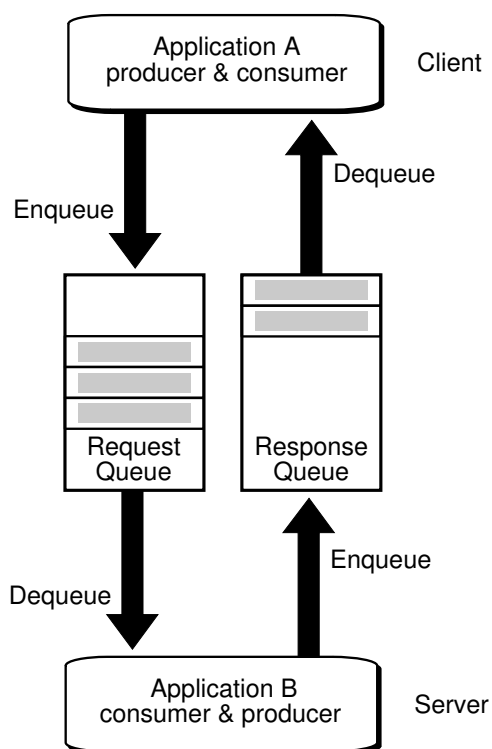 Application A
producer & consumer
Client
Dequeue
Enqueue
Request
Queue
Response
Queue
Enqueue
Dequeue
Application B
consumer & producer
Server